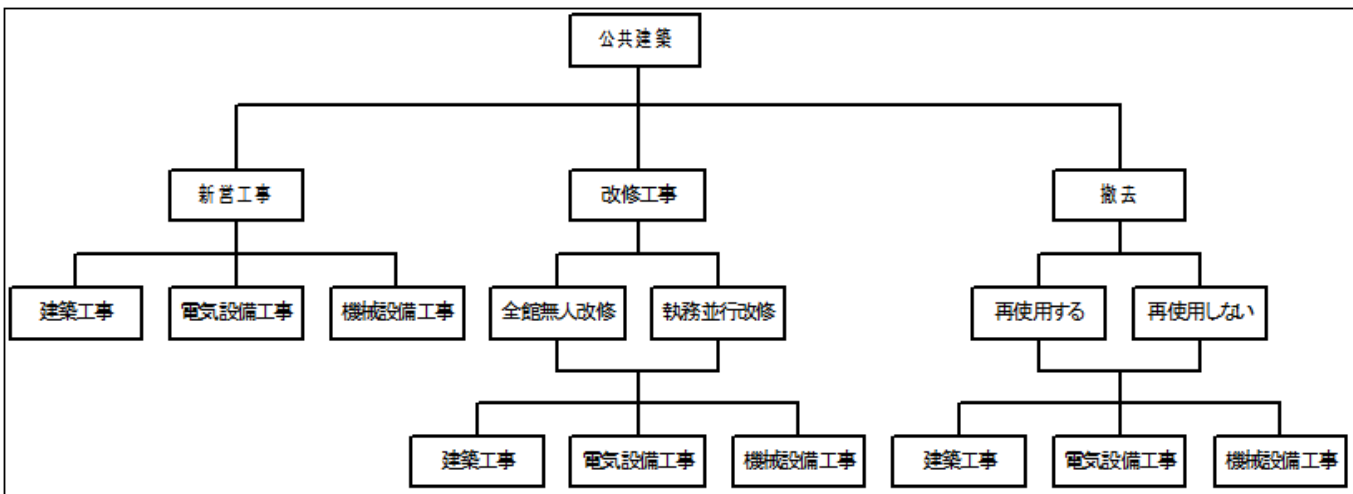 公共建築
新営工事
改修工事
撤去
建築工事
電気設備工事
機械設備工事
全館無人改修
執務並行改修
再使用する
再使用しない
建築工事
電気設備工事
機械設備工事
建築工事
電気設備工事
機械設備工事